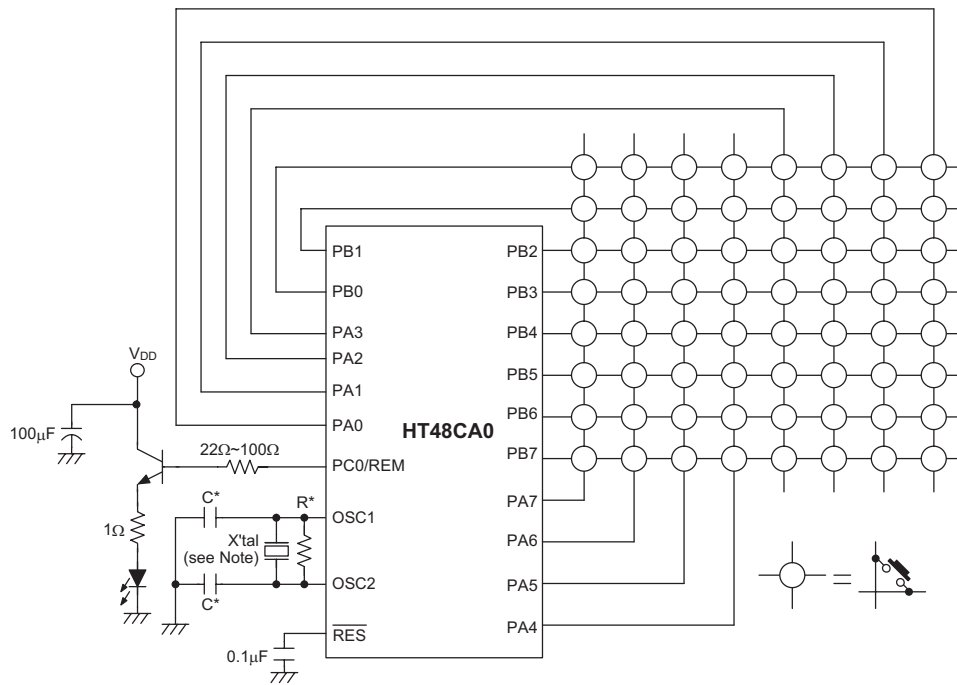 PB1
PB2
PB0
PB3
PA3
PB4
PA2
V_DD
PB5
PA1
PB6
PA0
HT48CA0
100μF
22Ω~100Ω
PB7
PC0/REM
PA7
C*
R*
OSC1
1Ω
X'tal
(see Note)
PA6
OSC2
PA5
C*
PA4
RES
0.1μF
=